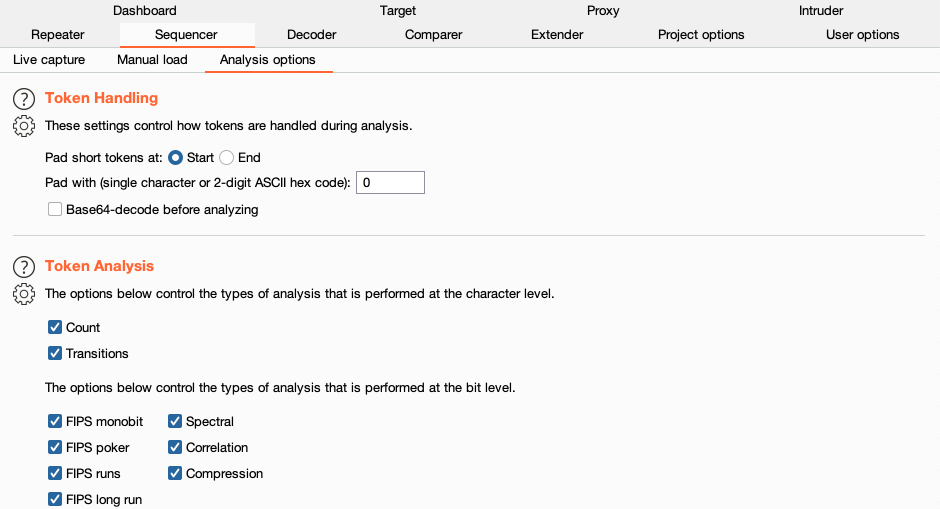 Dashboard Target Proxy Intruder
Repeater Sequencer Decoder Comparer Extender Project options User options
Live capture Manual load Analysis options
? Token Handling
These settings control how tokens are handled during analysis.
Pad short tokens at: Start End
Pad with (single character or 2-digit ASCII hex code): 0
Base64-decode before analyzing
? Token Analysis
The options below control the types of analysis that is performed at the character level.
Count
Transitions
The options below control the types of analysis that is performed at the bit level.
FIPS monobit Spectral
FIPS poker Correlation
FIPS runs Compression
FIPS long run